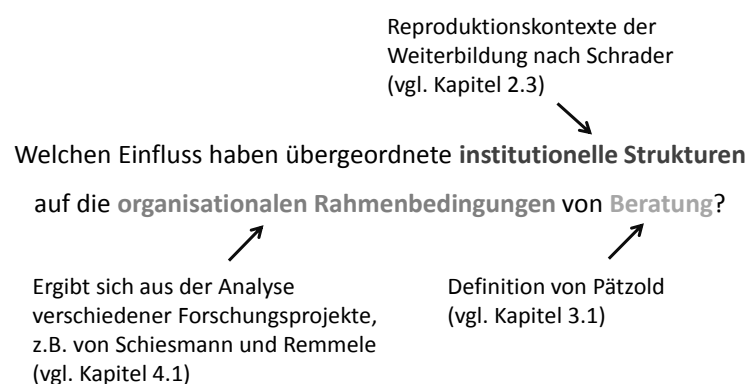 Reproduktionskontexte der
Weiterbildung nach Schrader
(vgl. Kapitel 2.3)
Welchen Einfluss haben übergeordnete institutionelle Strukturen
auf die organisationalen Rahmenbedingungen von Beratung?
Ergibt sich aus der Analyse
verschiedener Forschungsprojekte,
z.B. von Schiesmann und Remmele
(vgl. Kapitel 4.1)
Definition von Pätzold
(vgl. Kapitel 3.1)